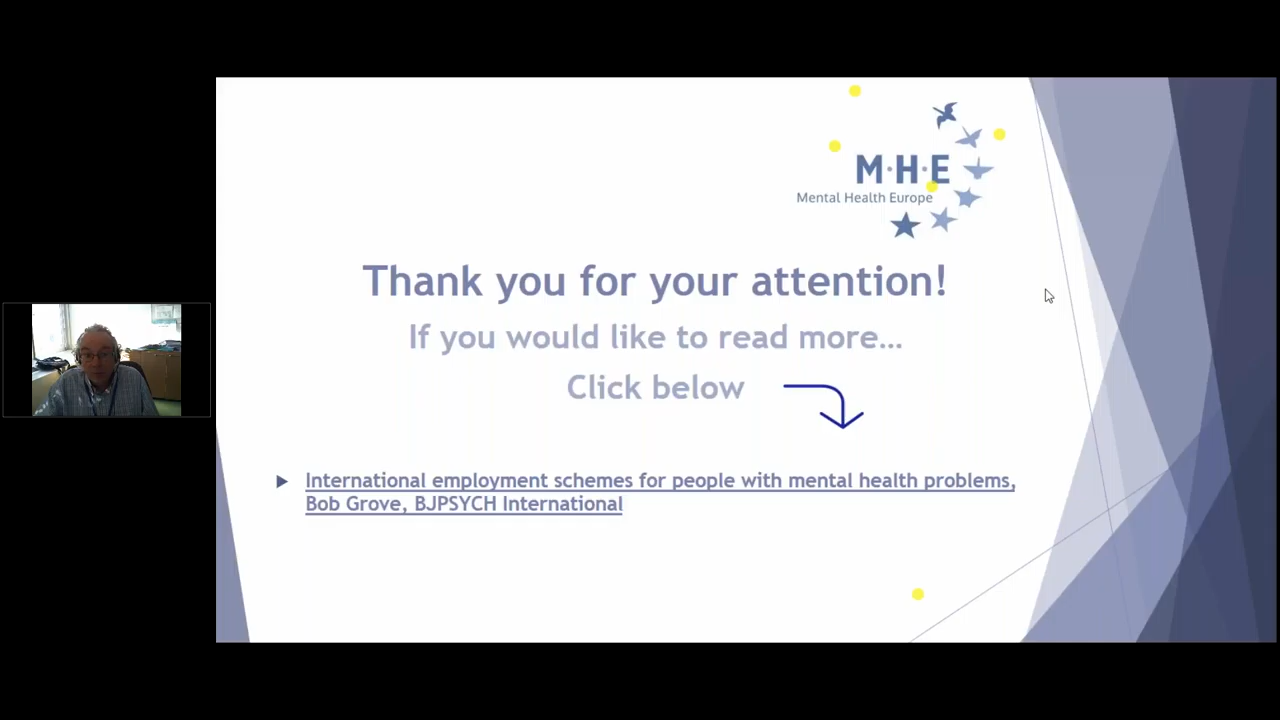 M·H·E
Mental Health Europe
Thank you for your attention!
If you would like to read more…
Click below
International employment schemes for people with mental health problems,
Bob Grove, BJPSYCH International